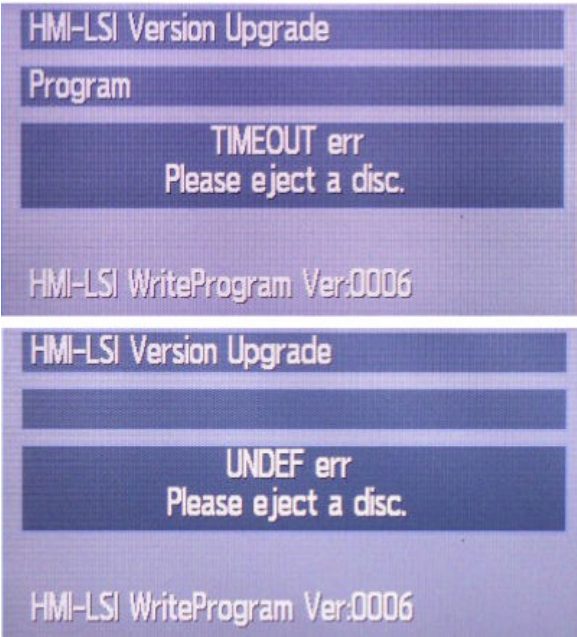 HMI-LSI Version Upgrade
Program
TIMEOUT err
Please eject a disc.
HMI-LSI WriteProgram Ver:0006
HMI-LSI Version Upgrade
UNDEF err
Please eject a disc.
HMI-LSI WriteProgram Ver:0006